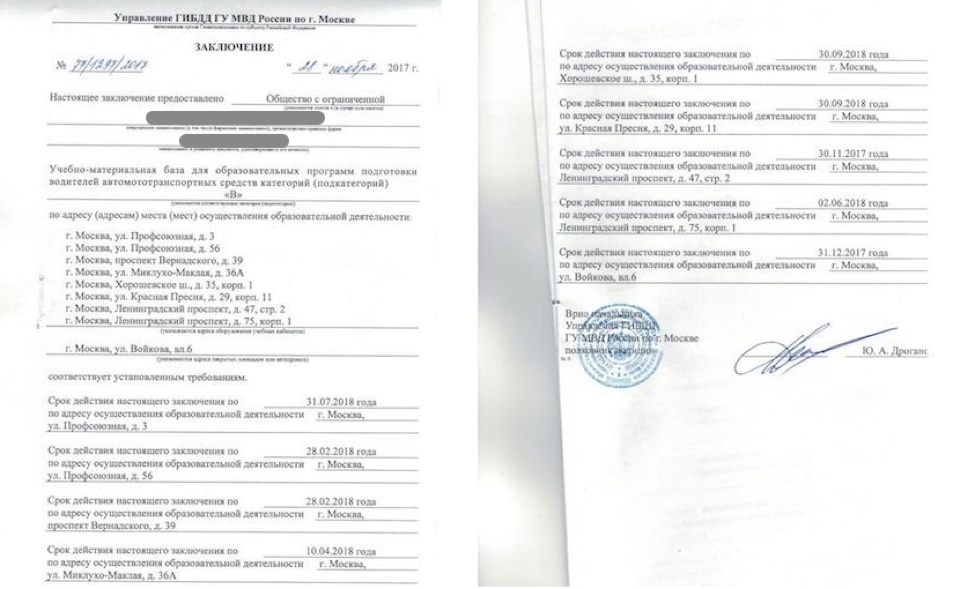 Управление ГИБДД ГУ МВД России по г. Москве
ЗАКЛЮЧЕНИЕ
№ 77/1297/2017 “ 28 ” ноября 2017 г.
Настоящее заключение предоставлено Общество с ограниченной
Учебно-материальная база для образовательных программ подготовки
водителей автомототранспортных средств категорий (подкатегорий)
«В»
по адресу (адресам) места (мест) осуществления образовательной деятельности:
г. Москва, ул. Профсоюзная, д. 3
г. Москва, ул. Профсоюзная, д. 56
г. Москва, проспект Вернадского, д. 39
г. Москва, ул. Миклухо-Маклая, д. 36А
г. Москва, Хорошевское ш., д. 35, корп. 1
г. Москва, ул. Красная Пресня, д. 29, корп. 11
г. Москва, Ленинградский проспект, д. 47, стр. 2
г. Москва, Ленинградский проспект, д. 75, корп. 1
(указываются адреса оборудования учебных кабинетов)
г. Москва, ул. Войкова, вл.6
(указываются адреса закрытых площадок или автодромов)
соответствует установленным требованиям.
Срок действия настоящего заключения по 31.07.2018 года
по адресу осуществления образовательной деятельности г. Москва,
ул. Профсоюзная, д. 3
Срок действия настоящего заключения по 28.02.2018 года
по адресу осуществления образовательной деятельности г. Москва,
ул. Профсоюзная, д. 56
Срок действия настоящего заключения по 28.02.2018 года
по адресу осуществления образовательной деятельности г. Москва,
проспект Вернадского, д. 39
Срок действия настоящего заключения по 10.04.2018 года
по адресу осуществления образовательной деятельности г. Москва,
ул. Миклухо-Маклая, д. 36А
Срок действия настоящего заключения по 30.09.2018 года
по адресу осуществления образовательной деятельности г. Москва,
Хорошевское ш., д. 35, корп. 1
Срок действия настоящего заключения по 30.09.2018 года
по адресу осуществления образовательной деятельности г. Москва,
ул. Красная Пресня, д. 29, корп. 11
Срок действия настоящего заключения по 30.11.2017 года
по адресу осуществления образовательной деятельности г. Москва,
Ленинградский проспект, д. 47, стр. 2
Срок действия настоящего заключения по 02.06.2018 года
по адресу осуществления образовательной деятельности г. Москва,
Ленинградский проспект, д. 75, корп. 1
Срок действия настоящего заключения по 31.12.2017 года
по адресу осуществления образовательной деятельности г. Москва,
ул. Войкова, вл.6
Врио начальника
Управления ГИБДД
ГУ МВД России по г. Москве
полковник полиции
м.п.
Ю. А. Дроганс